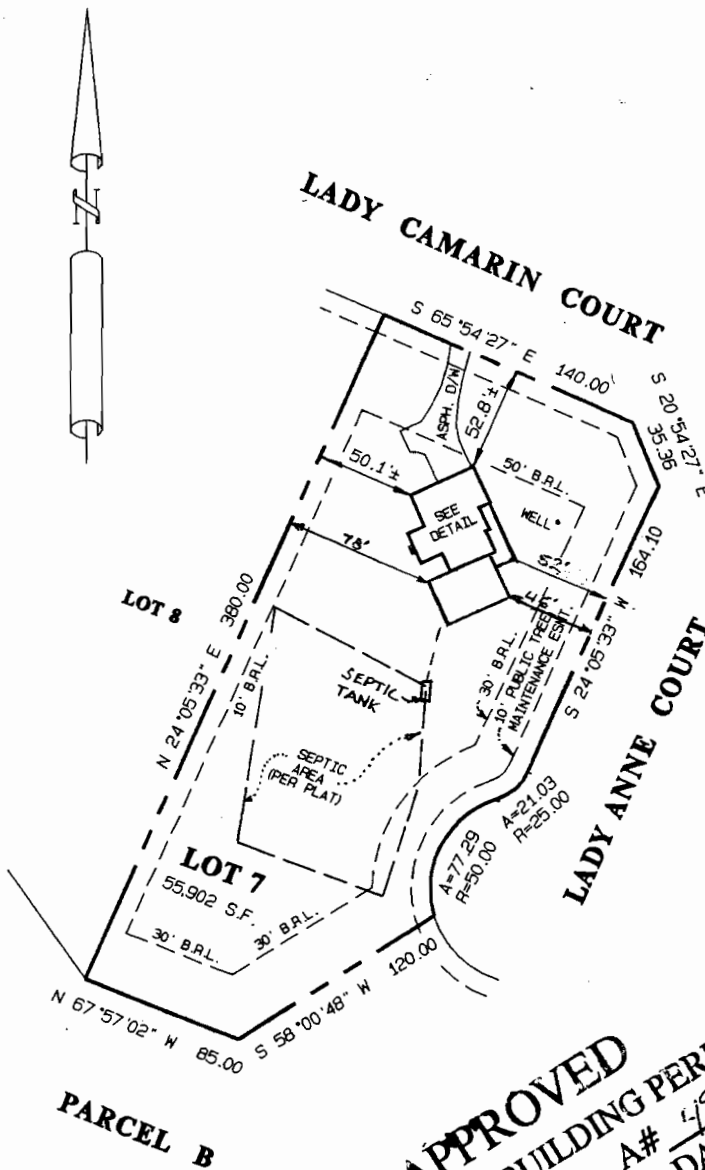 N
LADY CAMARIN COURT
S 65°54'27" E 140.00'
S 20°54'27" E
35.36
ASPH. D/W
52.8'±
50.1'±
50' B.R.L.
SEE
DETAIL
WELL
78'
52'
164.10
S 24°05'33" W
LOT 8
N 24°05'33" E 380.00
10' B.R.L.
30' B.R.L.
10' PUBLIC TREE
MAINTENANCE ESMT.
SEPTIC
TANK
SEPTIC
AREA
(PER PLAT)
LADY ANNE COURT
A=21.03
R=25.00
A=77.29
R=50.00
LOT 7
55,902 S.F.
30' B.R.L.
30' B.R.L.
S 58°00'48" W 120.00
N 67°57'02" W 85.00
PARCEL B
APPROVED
BUILDING PER
A#
DA